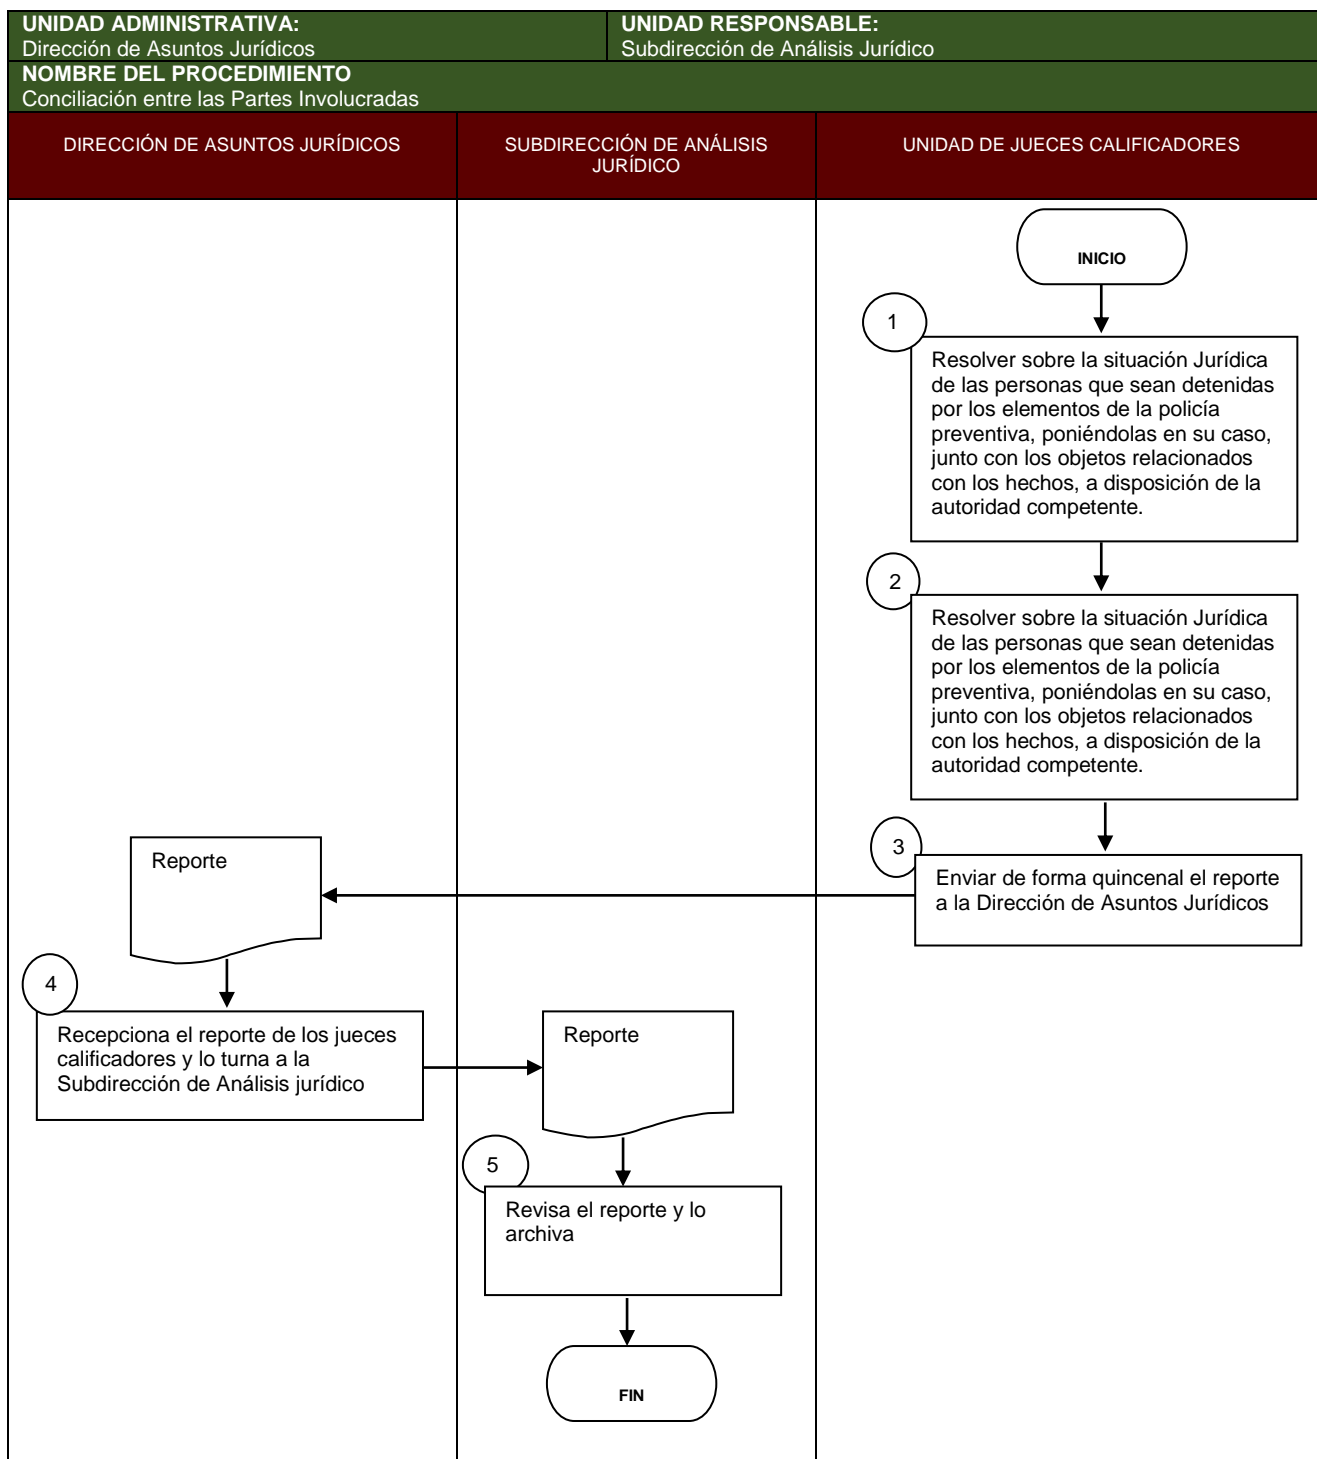 UNIDAD ADMINISTRATIVA:
Dirección de Asuntos Jurídicos
UNIDAD RESPONSABLE:
Subdirección de Análisis Jurídico
NOMBRE DEL PROCEDIMIENTO
Conciliación entre las Partes Involucradas
DIRECCIÓN DE ASUNTOS JURÍDICOS
SUBDIRECCIÓN DE ANÁLISIS
JURÍDICO
UNIDAD DE JUECES CALIFICADORES
INICIO
1
Resolver sobre la situación Jurídica
de las personas que sean detenidas
por los elementos de la policía
preventiva, poniéndolas en su caso,
junto con los objetos relacionados
con los hechos, a disposición de la
autoridad competente.
2
Resolver sobre la situación Jurídica
de las personas que sean detenidas
por los elementos de la policía
preventiva, poniéndolas en su caso,
junto con los objetos relacionados
con los hechos, a disposición de la
autoridad competente.
3
Enviar de forma quincenal el reporte
a la Dirección de Asuntos Jurídicos
Reporte
4
Recepciona el reporte de los jueces
calificadores y lo turna a la
Subdirección de Análisis jurídico
Reporte
5
Revisa el reporte y lo
archiva
FIN